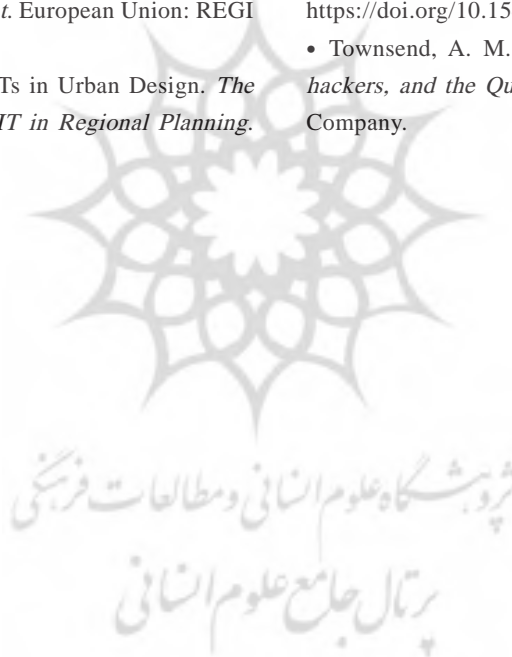 t. European Union: REGI
Ts in Urban Design. The
IT in Regional Planning.
https://doi.org/10.15
• Townsend, A. M.
hackers, and the Qu
Company.
پژوهشگاه علوم انسانی و مطالعات فرهنگی
پرتال جامع علوم انسانی